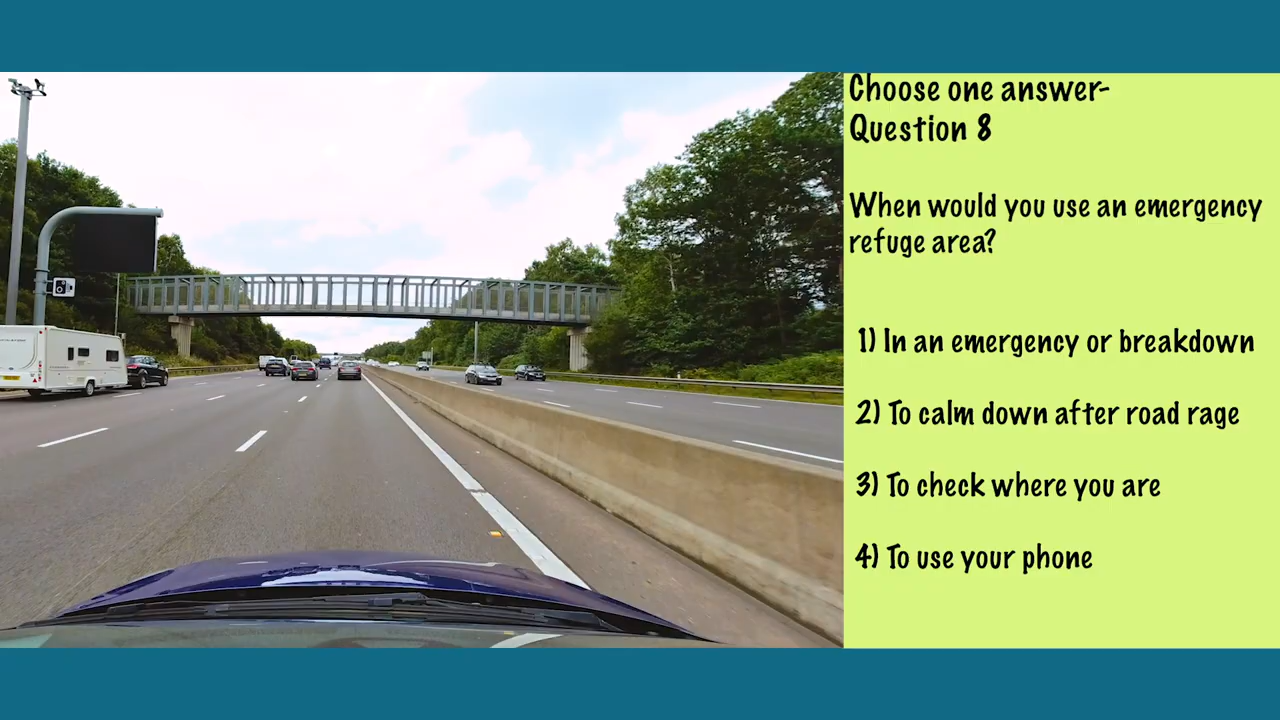 Choose one answer-
Question 8
When would you use an emergency
refuge area?
1) In an emergency or breakdown
2) To calm down after road rage
3) To check where you are
4) To use your phone